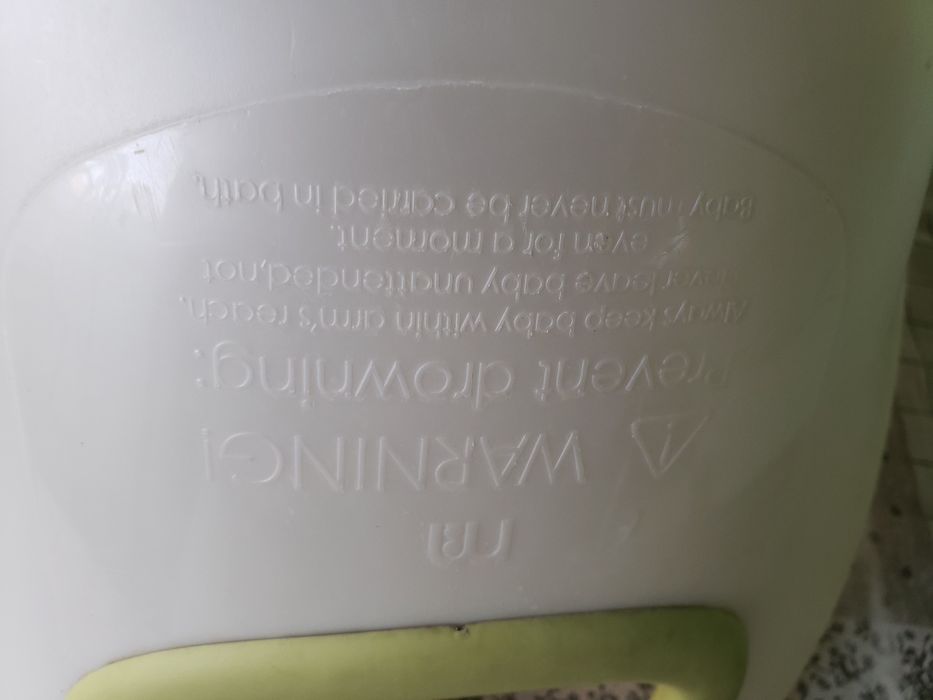 ⚠ WARNING!
Prevent drowning:
Always keep baby within arm's reach.
Never leave baby unattended,not
even for a moment.
Baby must never be carried in bath.